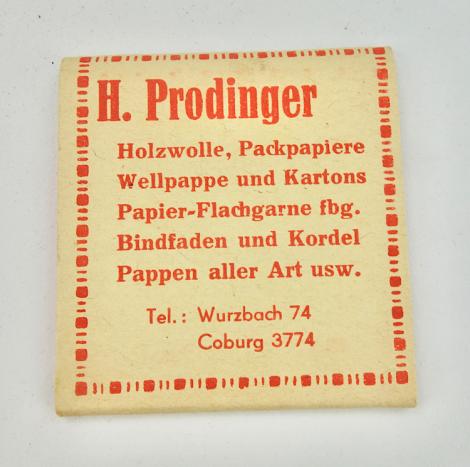 H. Prodinger
Holzwolle, Packpapiere
Wellpappe und Kartons
Papier-Flachgarne fbg.
Bindfaden und Kordel
Pappen aller Art usw.
Tel.: Wurzbach 74
Coburg 3774